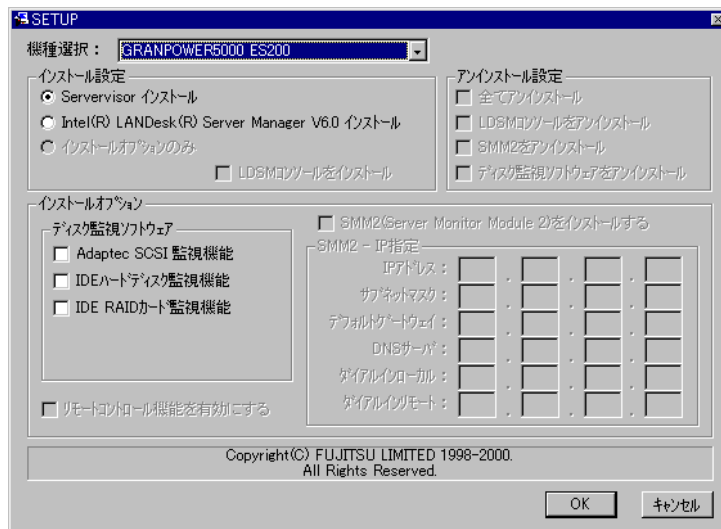 SETUP
機種選択： GRANPOWER5000 ES200
インストール設定
Servervisor インストール
Intel(R) LANDesk(R) Server Manager V6.0 インストール
インストールオプションのみ
LDSMコンソールをインストール
アンインストール設定
全てアンインストール
LDSMコンソールをアンインストール
SMM2をアンインストール
ディスク監視ソフトウェアをアンインストール
インストールオプション
ディスク監視ソフトウェア
Adaptec SCSI 監視機能
IDEハードディスク監視機能
IDE RAIDカード監視機能
リモートコントロール機能を有効にする
SMM2(Server Monitor Module 2)をインストールする
SMM2 - IP指定
IPアドレス：
サブネットマスク：
デフォルトゲートウェイ：
DNSサーバ：
ダイアルインローカル：
ダイアルインリモート：
Copyright(C) FUJITSU LIMITED 1998-2000.
All Rights Reserved.
OK
キャンセル